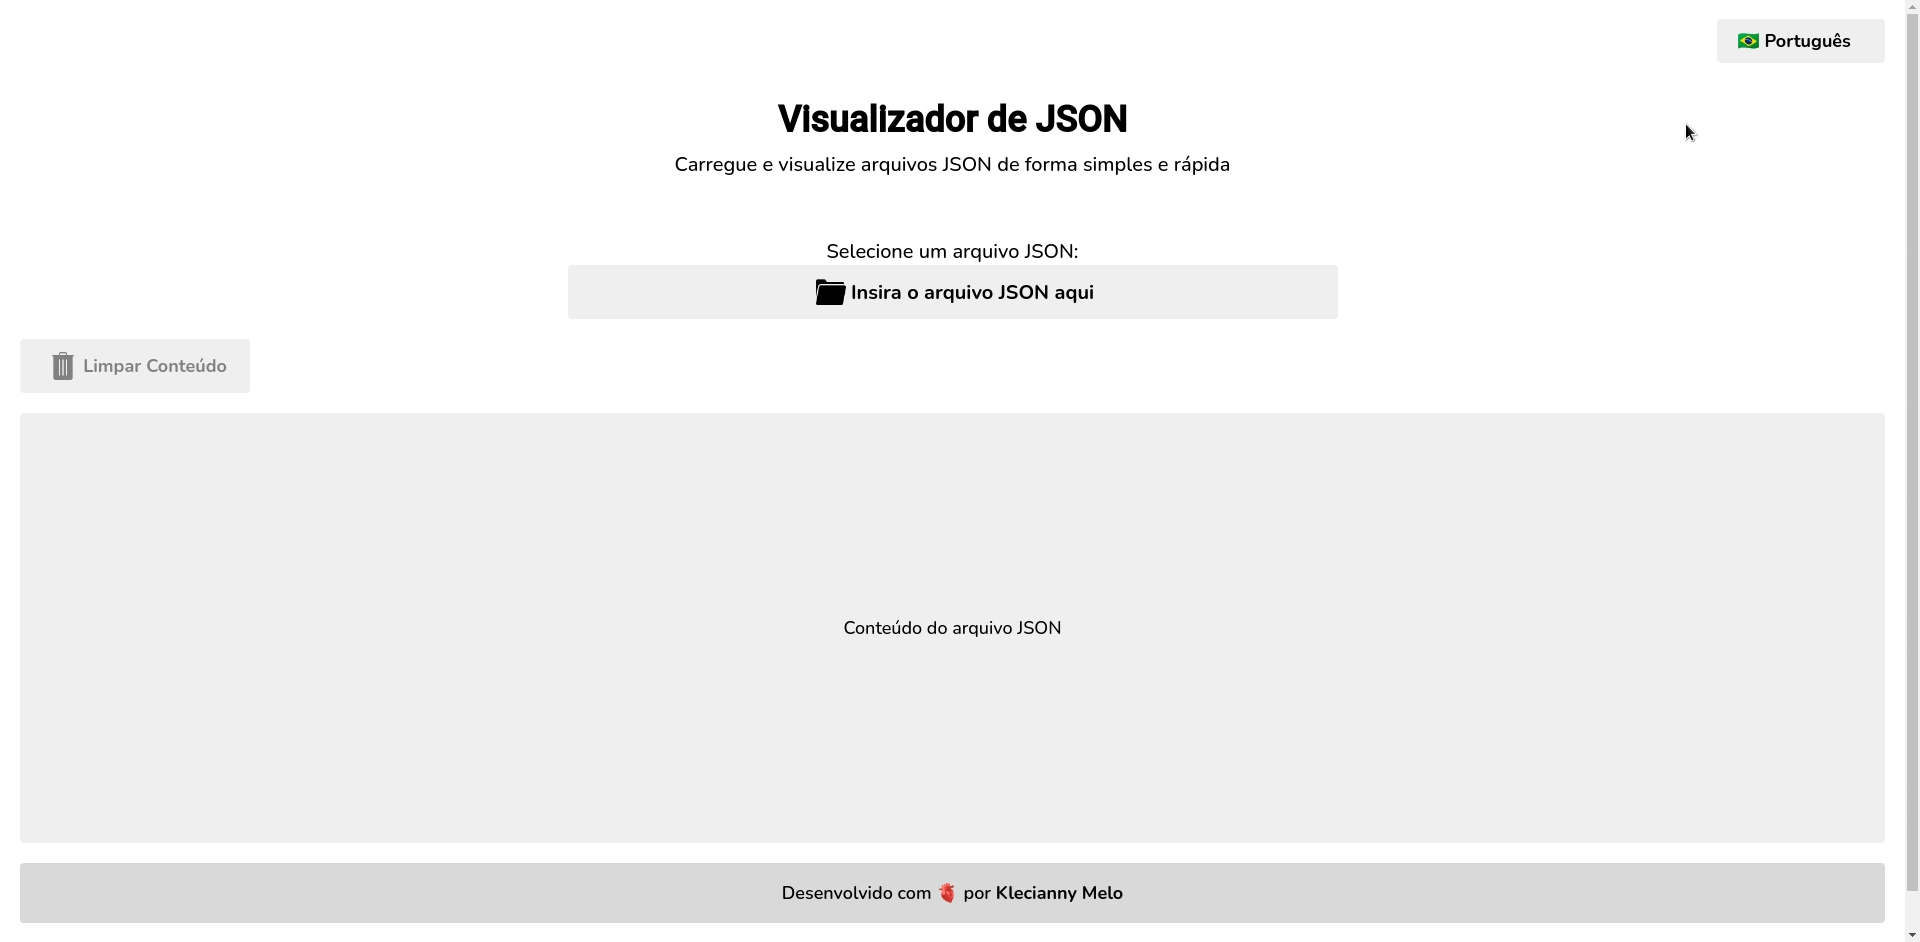 🇧🇷 Português
Visualizador de JSON
Carregue e visualize arquivos JSON de forma simples e rápida
Selecione um arquivo JSON:
Insira o arquivo JSON aqui
Limpar Conteúdo
Conteúdo do arquivo JSON
Desenvolvido com 🫀 por Klecianny Melo